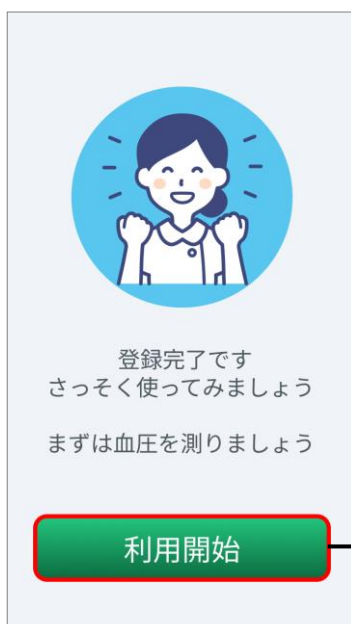 登録完了です
さっそく使ってみましょう
まずは血圧を測りましょう
利用開始